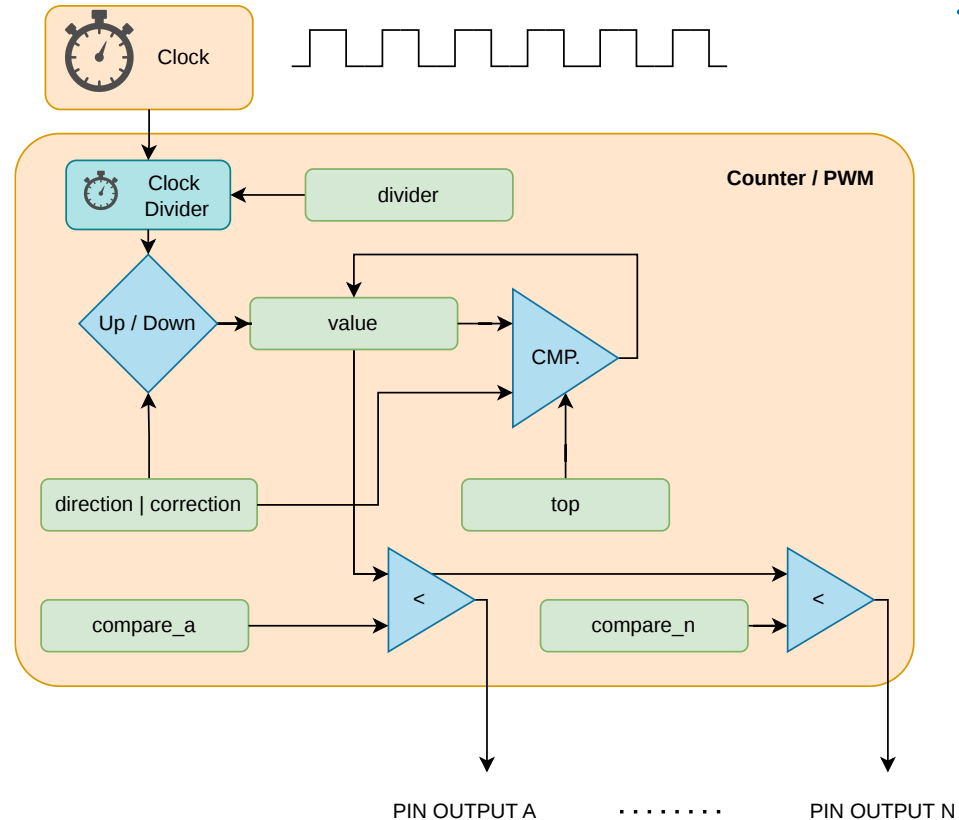 Clock
Counter / PWM
Clock
Divider
divider
Up / Down
value
CMP.
direction | correction
top
<
<
compare_a
compare_n
PIN OUTPUT A
........
PIN OUTPUT N